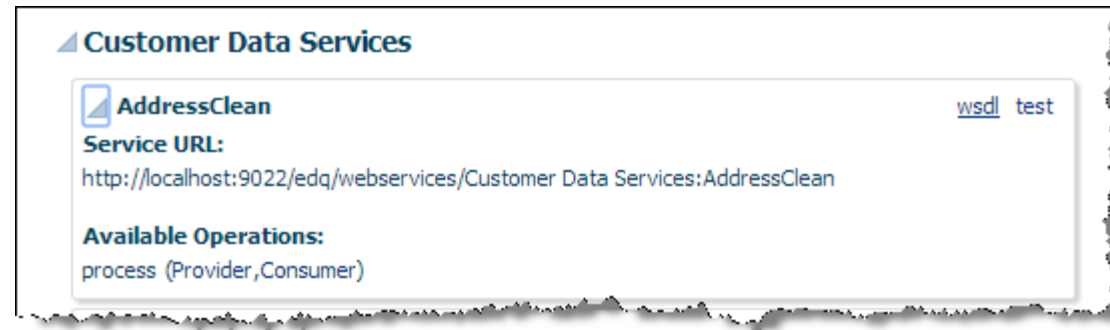 Customer Data Services
AddressClean wsdl test
Service URL:
http://localhost:9022/edq/webservices/Customer Data Services:AddressClean
Available Operations:
process (Provider,Consumer)